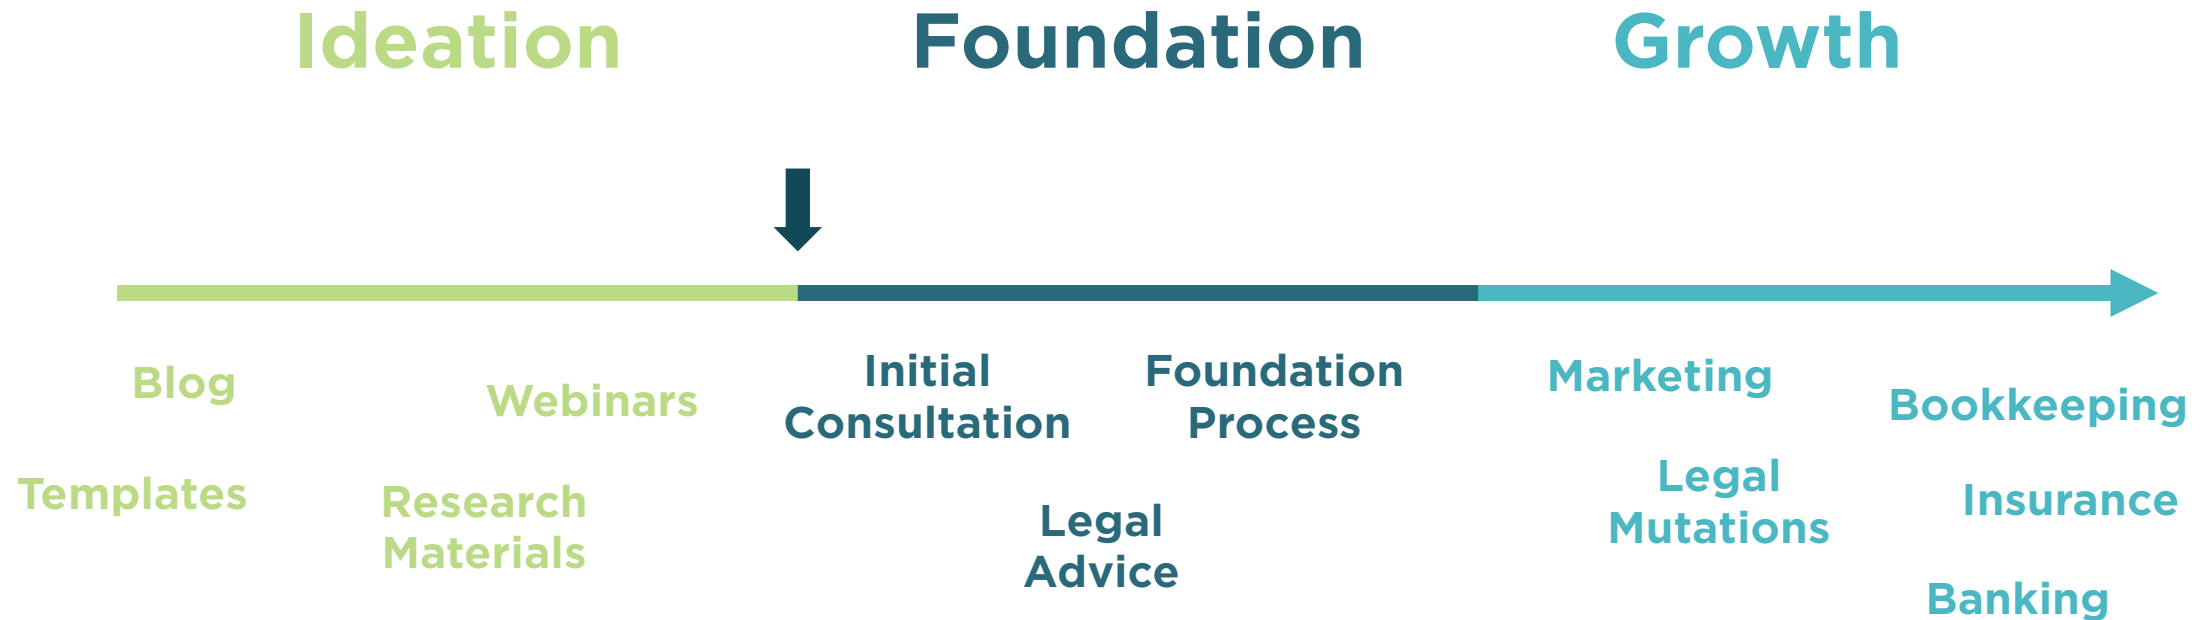 Ideation
Foundation
Growth
Blog
Webinars
Templates
Research
Materials
Initial
Consultation
Foundation
Process
Legal
Advice
Marketing
Bookkeeping
Legal
Mutations
Insurance
Banking